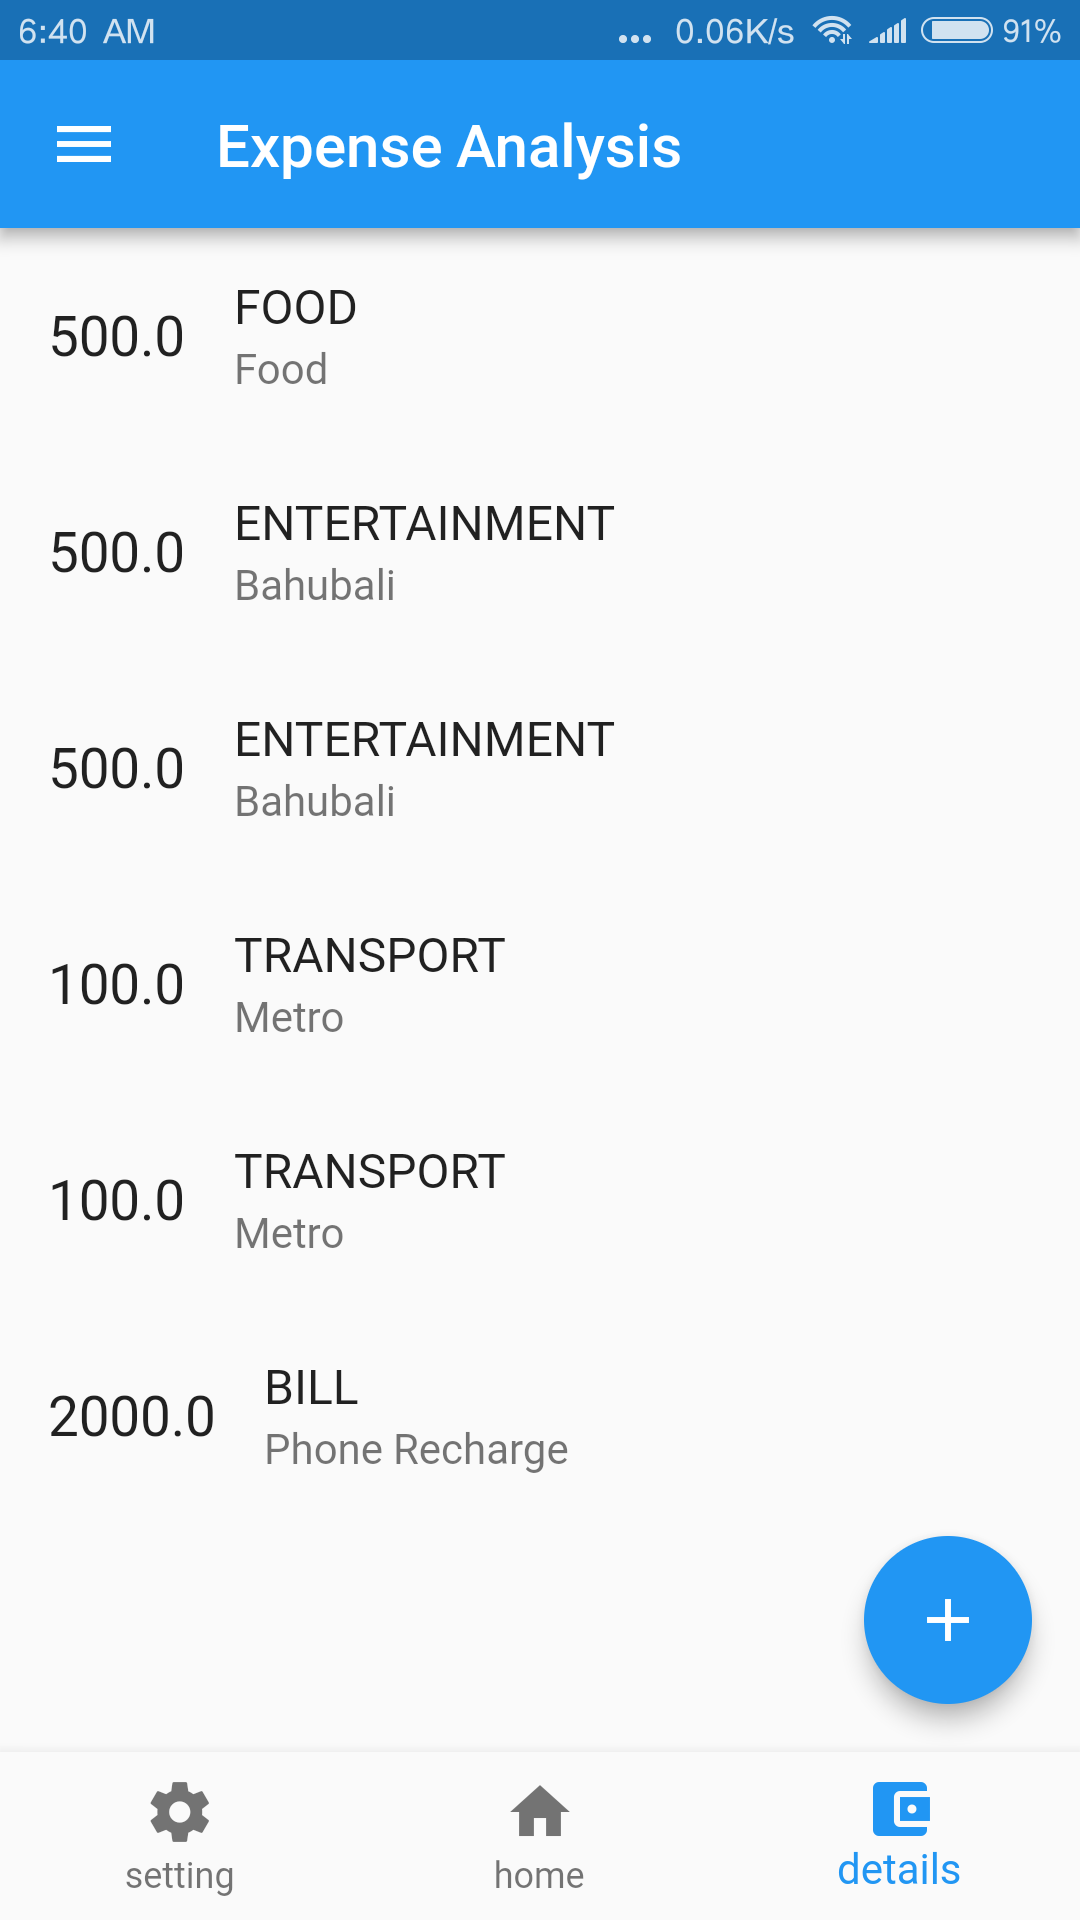 6:40 AM ... 0.06K/s 91%
Expense Analysis
500.0
FOOD
Food
500.0
ENTERTAINMENT
Bahubali
500.0
ENTERTAINMENT
Bahubali
100.0
TRANSPORT
Metro
100.0
TRANSPORT
Metro
2000.0
BILL
Phone Recharge
setting home details